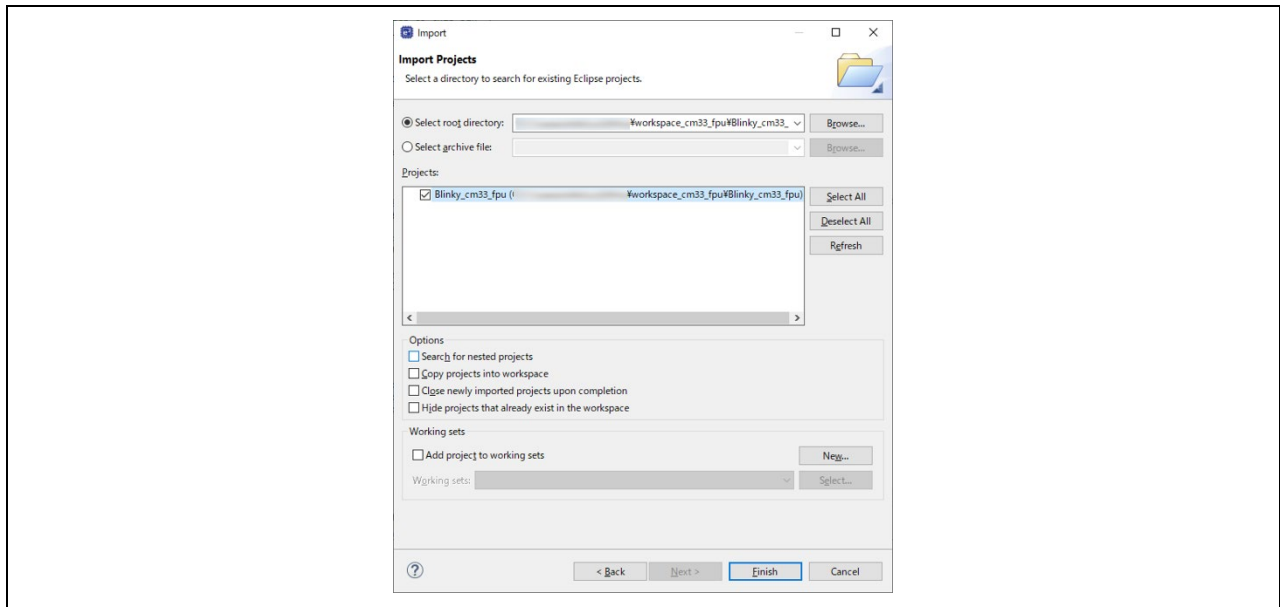 Import
Import Projects
Select a directory to search for existing Eclipse projects.
Select root directory: ¥workspace_cm33_fpu¥Blinky_cm33_ Browse...
Select archive file: Browse...
Projects:
Blinky_cm33_fpu ( ¥workspace_cm33_fpu¥Blinky_cm33_fpu) Select All
Deselect All
Refresh
Options
Search for nested projects
Copy projects into workspace
Close newly imported projects upon completion
Hide projects that already exist in the workspace
Working sets
Add project to working sets New...
Working sets: Select...
? < Back Next > Finish Cancel